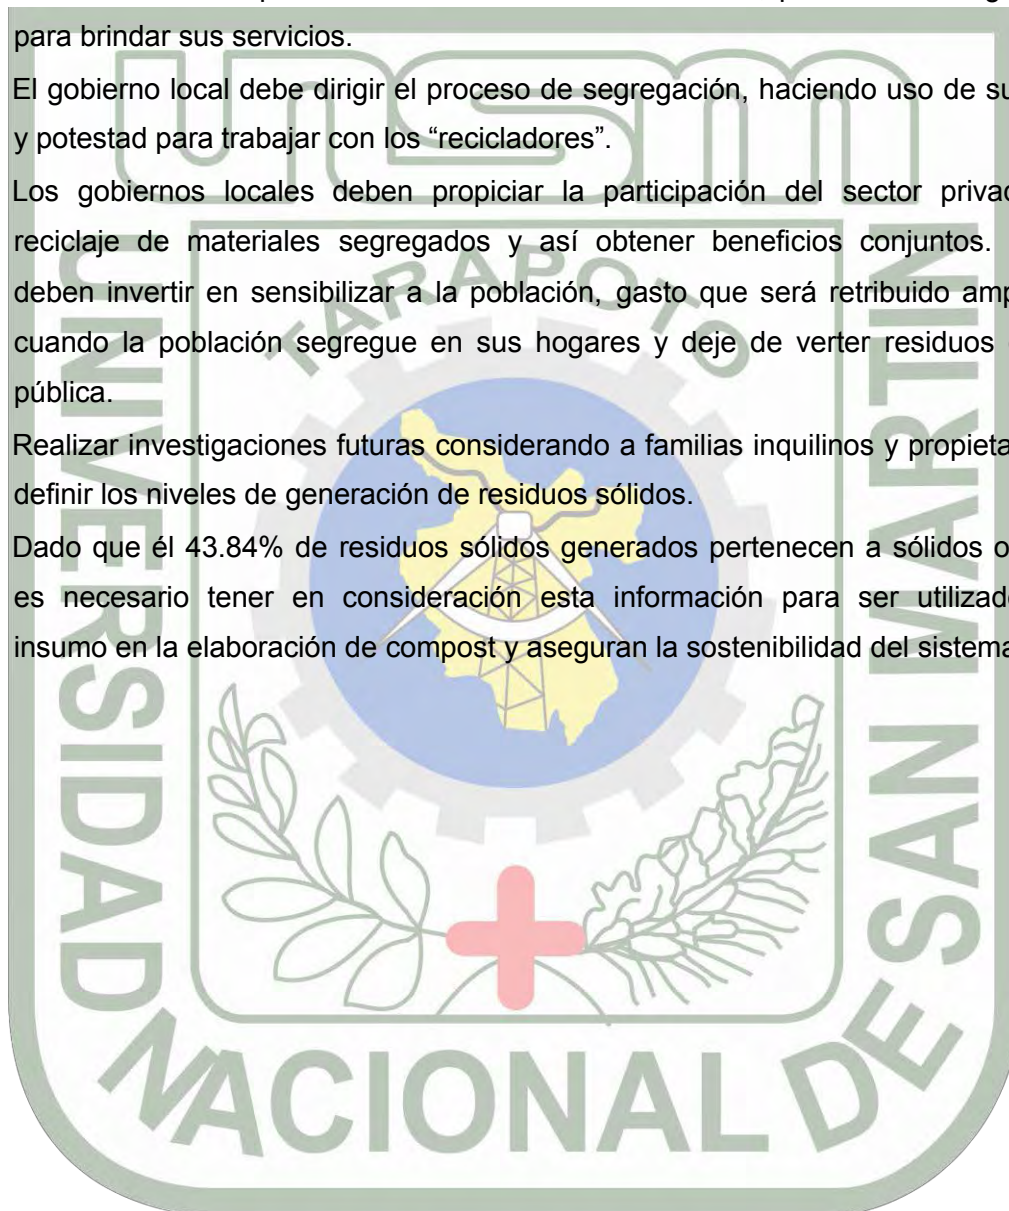 para brindar sus servicios.
El gobierno local debe dirigir el proceso de segregación, haciendo uso de
y potestad para trabajar con los “recicladores”.
Los gobiernos locales deben propiciar la participación del sector
reciclaje de materiales segregados y así obtener beneficios conjuntos.
deben invertir en sensibilizar a la población, gasto que será retribuido
cuando la población segregue en sus hogares y deje de verter residuos
pública.
Realizar investigaciones futuras considerando a familias inquilinos y
definir los niveles de generación de residuos sólidos.
Dado que él 43.84% de residuos sólidos generados pertenecen a sólidos
es necesario tener en consideración esta información para ser
insumo en la elaboración de compost y aseguran la sostenibilidad del sistema
unsm
TARAPOTO
UNIVERSIDAD
NACIONAL DE
SAN MARTIN